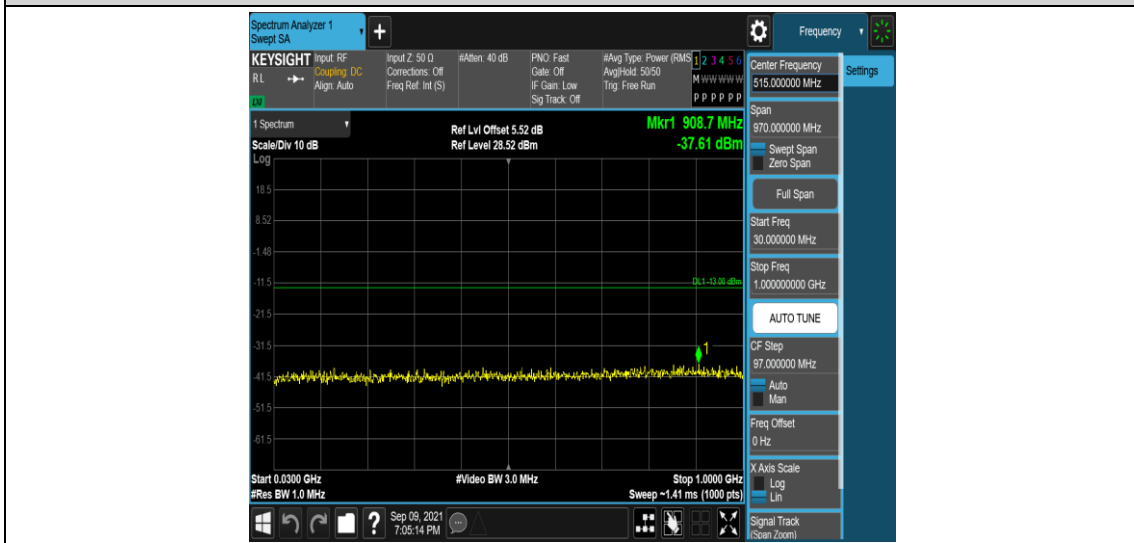 Spectrum Analyzer 1
Swept SA
+
Frequency
KEYSIGHT
Input: RF
Input Z: 50 Ω
#Atten: 40 dB
PNO: Fast
#Avg Type: Power (RMS
1 2 3 4 5 6
R L
Coupling: DC
Corrections: Off
Gate: Off
Avg|Hold: 50/50
M W W W W W
Align: Auto
Freq Ref: Int (S)
IF Gain: Low
Trig: Free Run
Sig Track: Off
P P P P P P
Center Frequency
515.000000 MHz
Settings
1 Spectrum
Ref Lvl Offset 5.52 dB
Mkr1 908.7 MHz
Scale/Div 10 dB
Ref Level 28.52 dBm
-37.61 dBm
Log
18.5
8.52
-1.48
-11.5
DL1 -13.00 dBm
-21.5
-31.5
1
-41.5
-51.5
-61.5
Start 0.0300 GHz
#Video BW 3.0 MHz
Stop 1.0000 GHz
#Res BW 1.0 MHz
Sweep ~1.41 ms (1000 pts)
Span
970.000000 MHz
Swept Span
Zero Span
Full Span
Start Freq
30.000000 MHz
Stop Freq
1.000000000 GHz
AUTO TUNE
CF Step
97.000000 MHz
Auto
Man
Freq Offset
0 Hz
X Axis Scale
Log
Lin
Signal Track
(Span Zoom)
?
Sep 09, 2021
7:05:14 PM